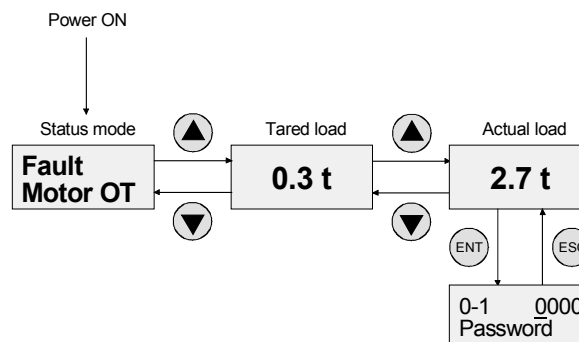 Power ON
Status mode
Tared load
Actual load
Fault
Motor OT
0.3 t
2.7 t
ENT
ESC
0-1 0000
Password